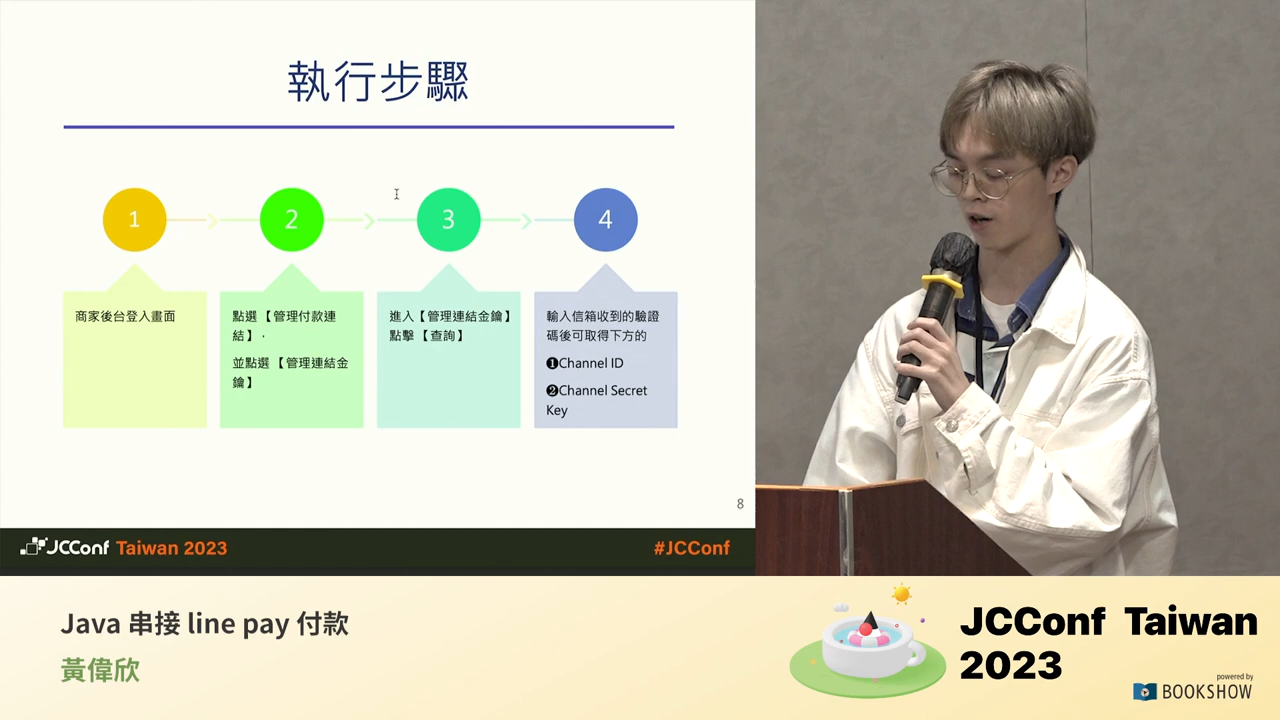 執行步驟
1
2
3
4
商家後台登入畫面
點選【管理付款連
結】，
並點選【管理連結金
鑰】
進入【管理連結金鑰】
點擊【查詢】
輸入信箱收到的驗證
碼後可取得下方的
❶Channel ID
❷Channel Secret
Key
8
JCConf Taiwan 2023
#JCConf
Java 串接 line pay 付款
黃偉欣
JCConf Taiwan
2023
powered by
BOOKSHOW